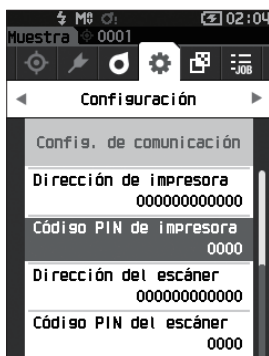 M0 02:04
Muestra 0001
-JOB
Configuración
Config. de comunicación
Dirección de impresora
000000000000
Código PIN de impresora
0000
Dirección del escáner
000000000000
Código PIN del escáner
0000